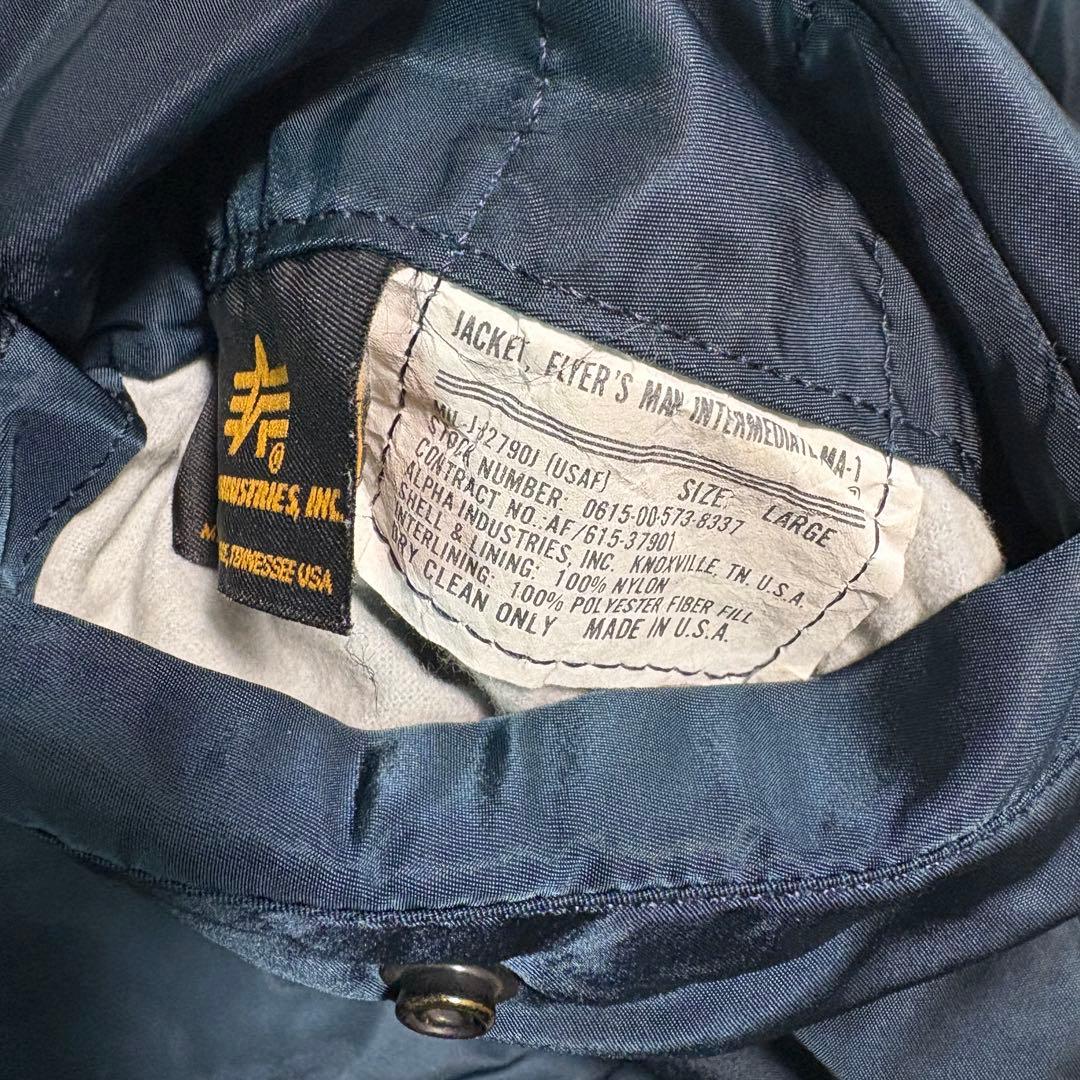 ®
INDUSTRIES, INC.
TENNESSEE USA
JACKET, FLYER'S MAN INTERMEDIATE MA-1
SIZE: LARGE
(USAF)
STOCK NUMBER: 0615-00-573-8337
CONTRACT NO. AF/615-37901
ALPHA INDUSTRIES, INC. KNOXVILLE, TN. U.S.A.
SHELL & LINING: 100% NYLON
INTERLINING: 100% POLYESTER FIBER FILL
DRY CLEAN ONLY MADE IN U.S.A.